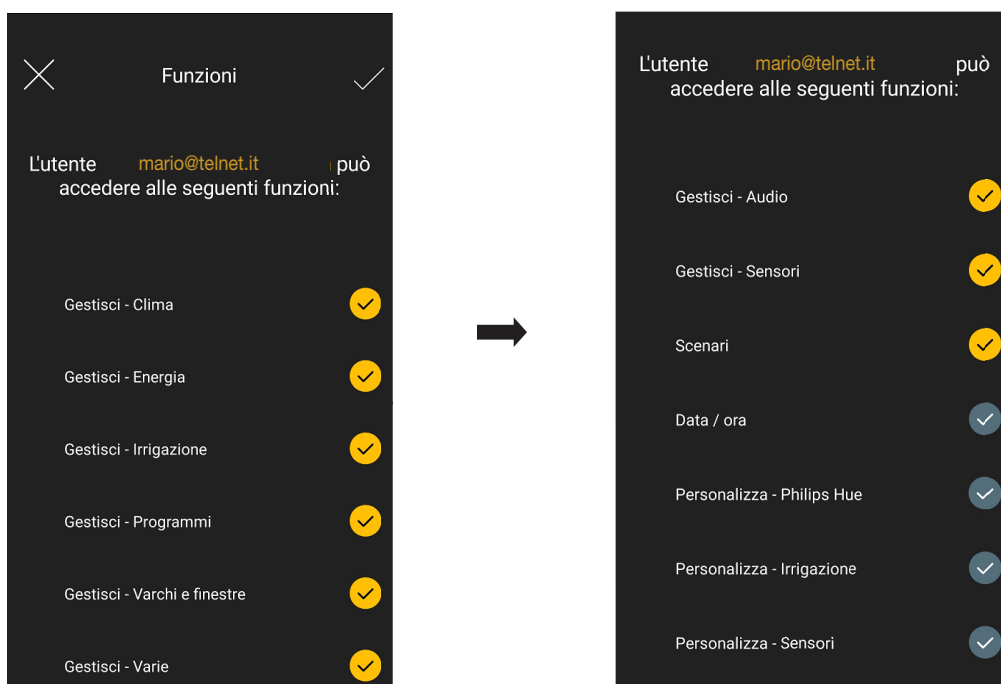 Funzioni
L'utente mario@telnet.it può
accedere alle seguenti funzioni:
Gestisci - Clima
Gestisci - Energia
Gestisci - Irrigazione
Gestisci - Programmi
Gestisci - Varchi e finestre
Gestisci - Varie
L'utente mario@telnet.it può
accedere alle seguenti funzioni:
Gestisci - Audio
Gestisci - Sensori
Scenari
Data / ora
Personalizza - Philips Hue
Personalizza - Irrigazione
Personalizza - Sensori